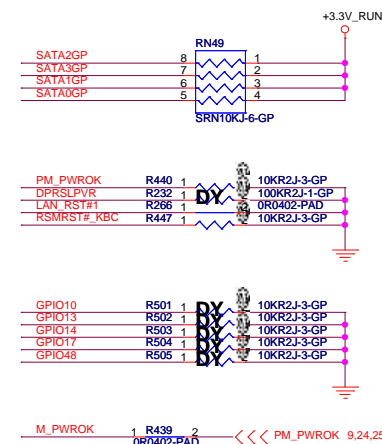 +3.3V_RUN
RN49
SATA2GP 8 1
SATA3GP 7 2
SATA1GP 6 3
SATA0GP 5 4
SRN10KJ-6-GP
PM_PWROK R440 1 10KR2J-3-GP
DPRSLPVR R232 1 DY 100KR2J-1-GP
LAN_RST#1 R266 1 0R0402-PAD
RSMRST#_KBC R447 1 10KR2J-3-GP
GPIO10 R501 1 DY 10KR2J-3-GP
GPIO13 R502 1 DY 10KR2J-3-GP
GPIO14 R503 1 DY 10KR2J-3-GP
GPIO17 R504 1 DY 10KR2J-3-GP
GPIO48 R505 1 DY 10KR2J-3-GP
M_PWROK 1 R439 2 PM_PWROK 9,24,25
0R0402-PAD